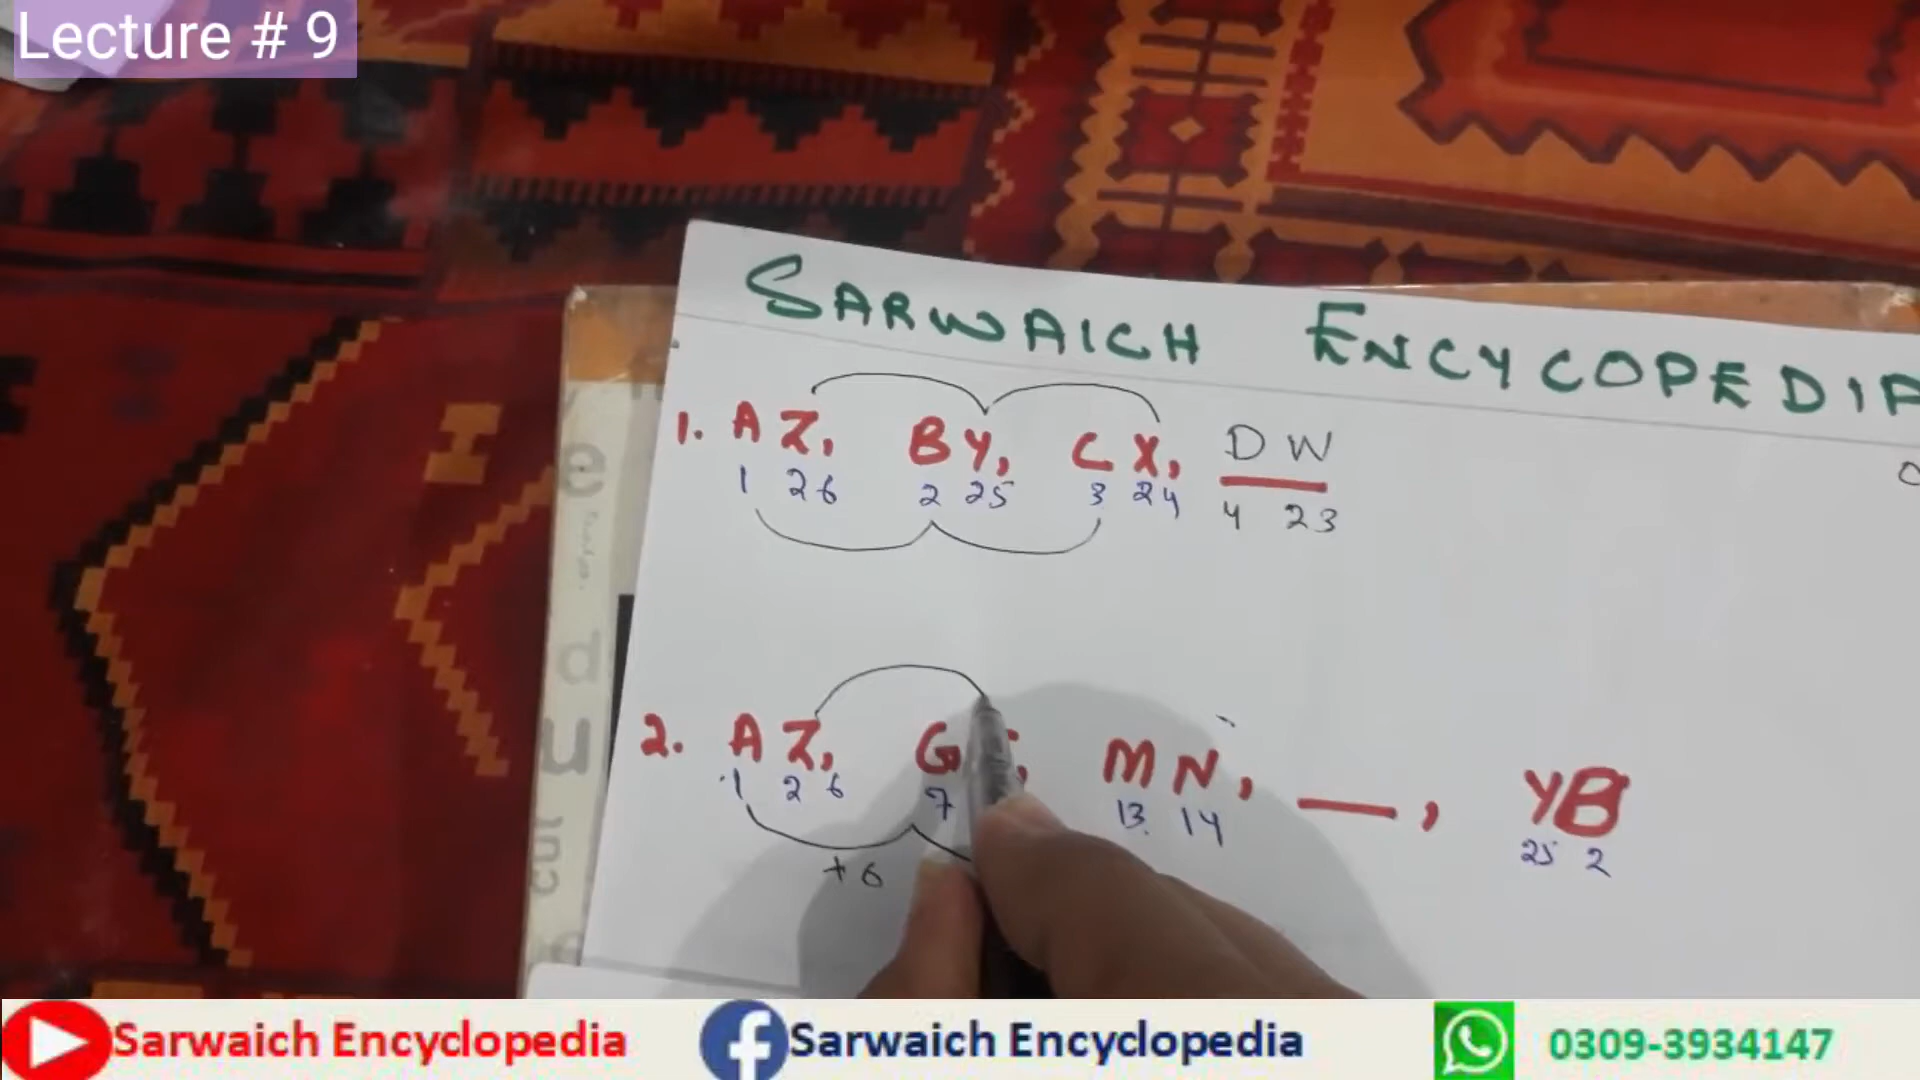 Lecture # 9
SARWAICH ENCYCOPEDIA
1. AZ, BY, CX, DW
1 26 2 25 3 24 4 23
2. AZ, G , MN, __, YB
1 26 7 13 14 25 2
+6
Sarwaich Encyclopedia Sarwaich Encyclopedia 0309-3934147